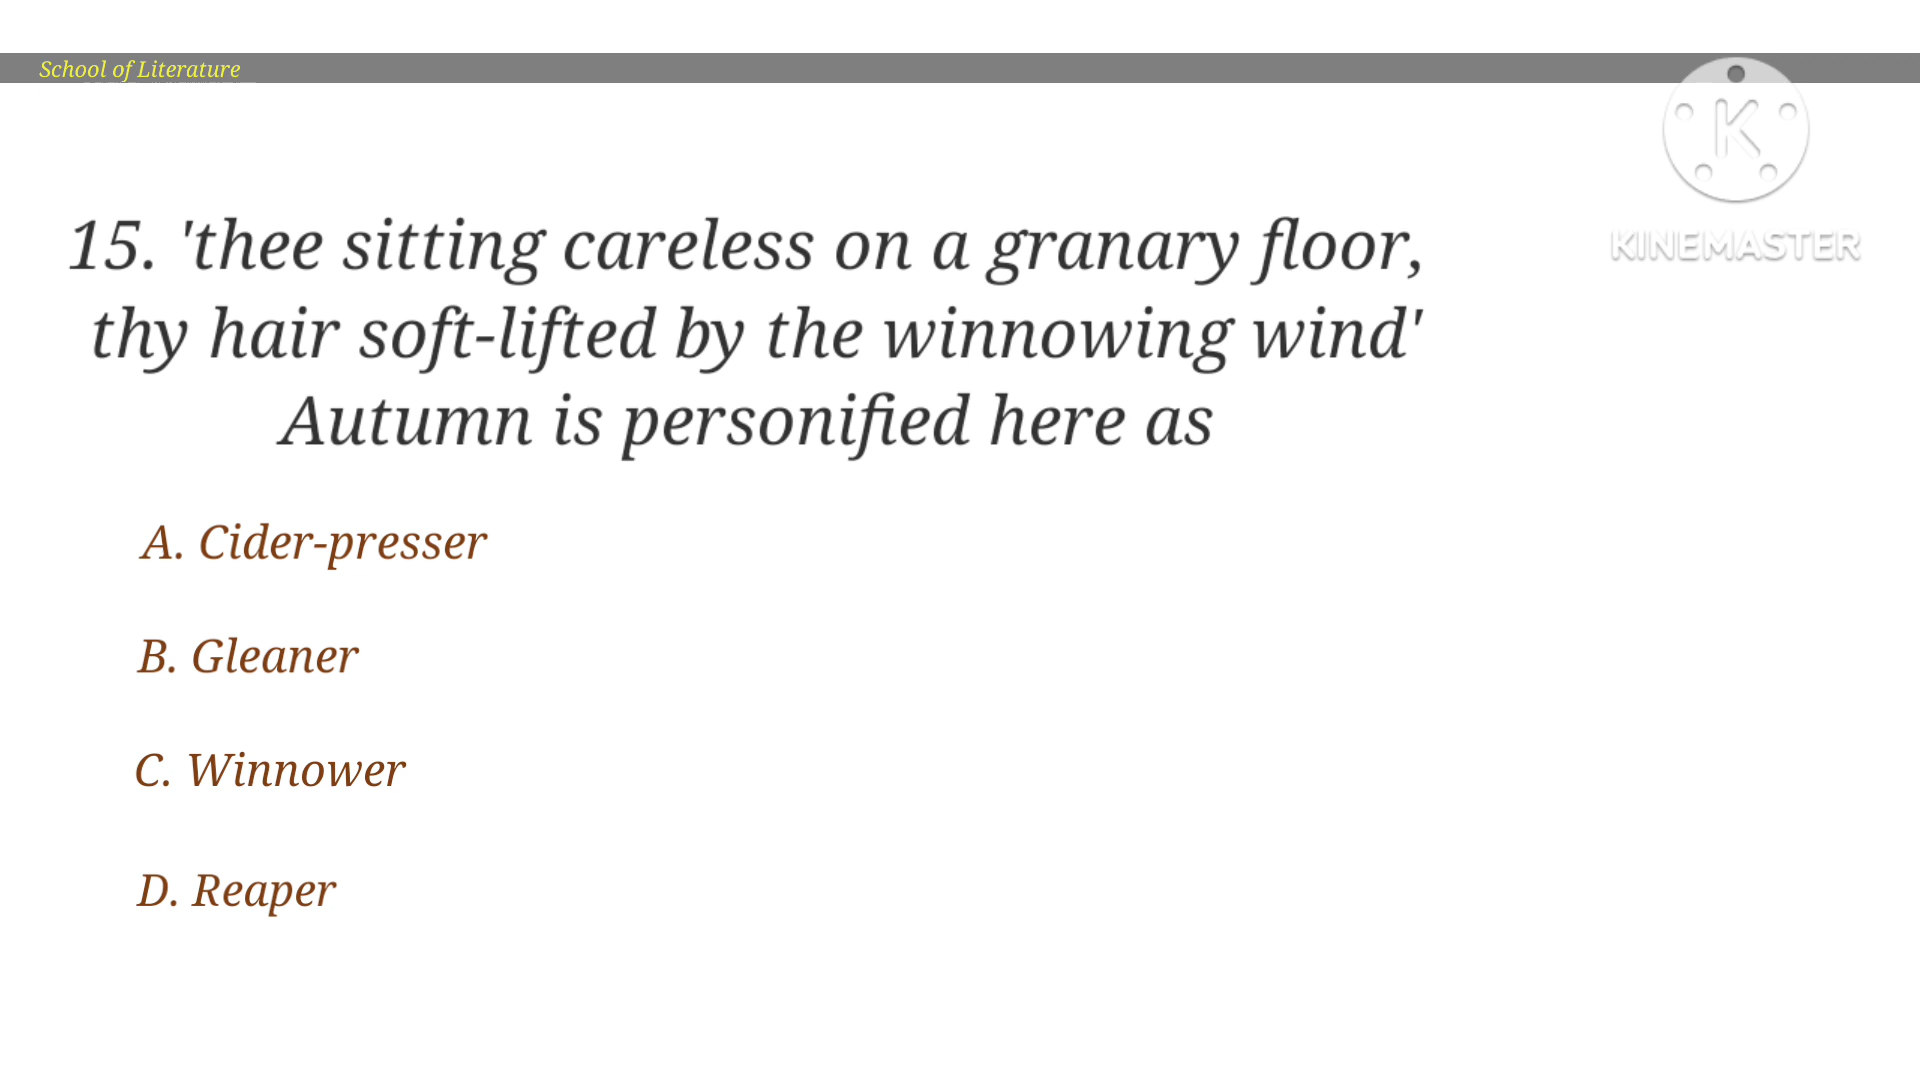 School of Literature
K
KINEMASTER
15. 'thee sitting careless on a granary floor,
thy hair soft-lifted by the winnowing wind'
Autumn is personified here as
A. Cider-presser
B. Gleaner
C. Winnower
D. Reaper